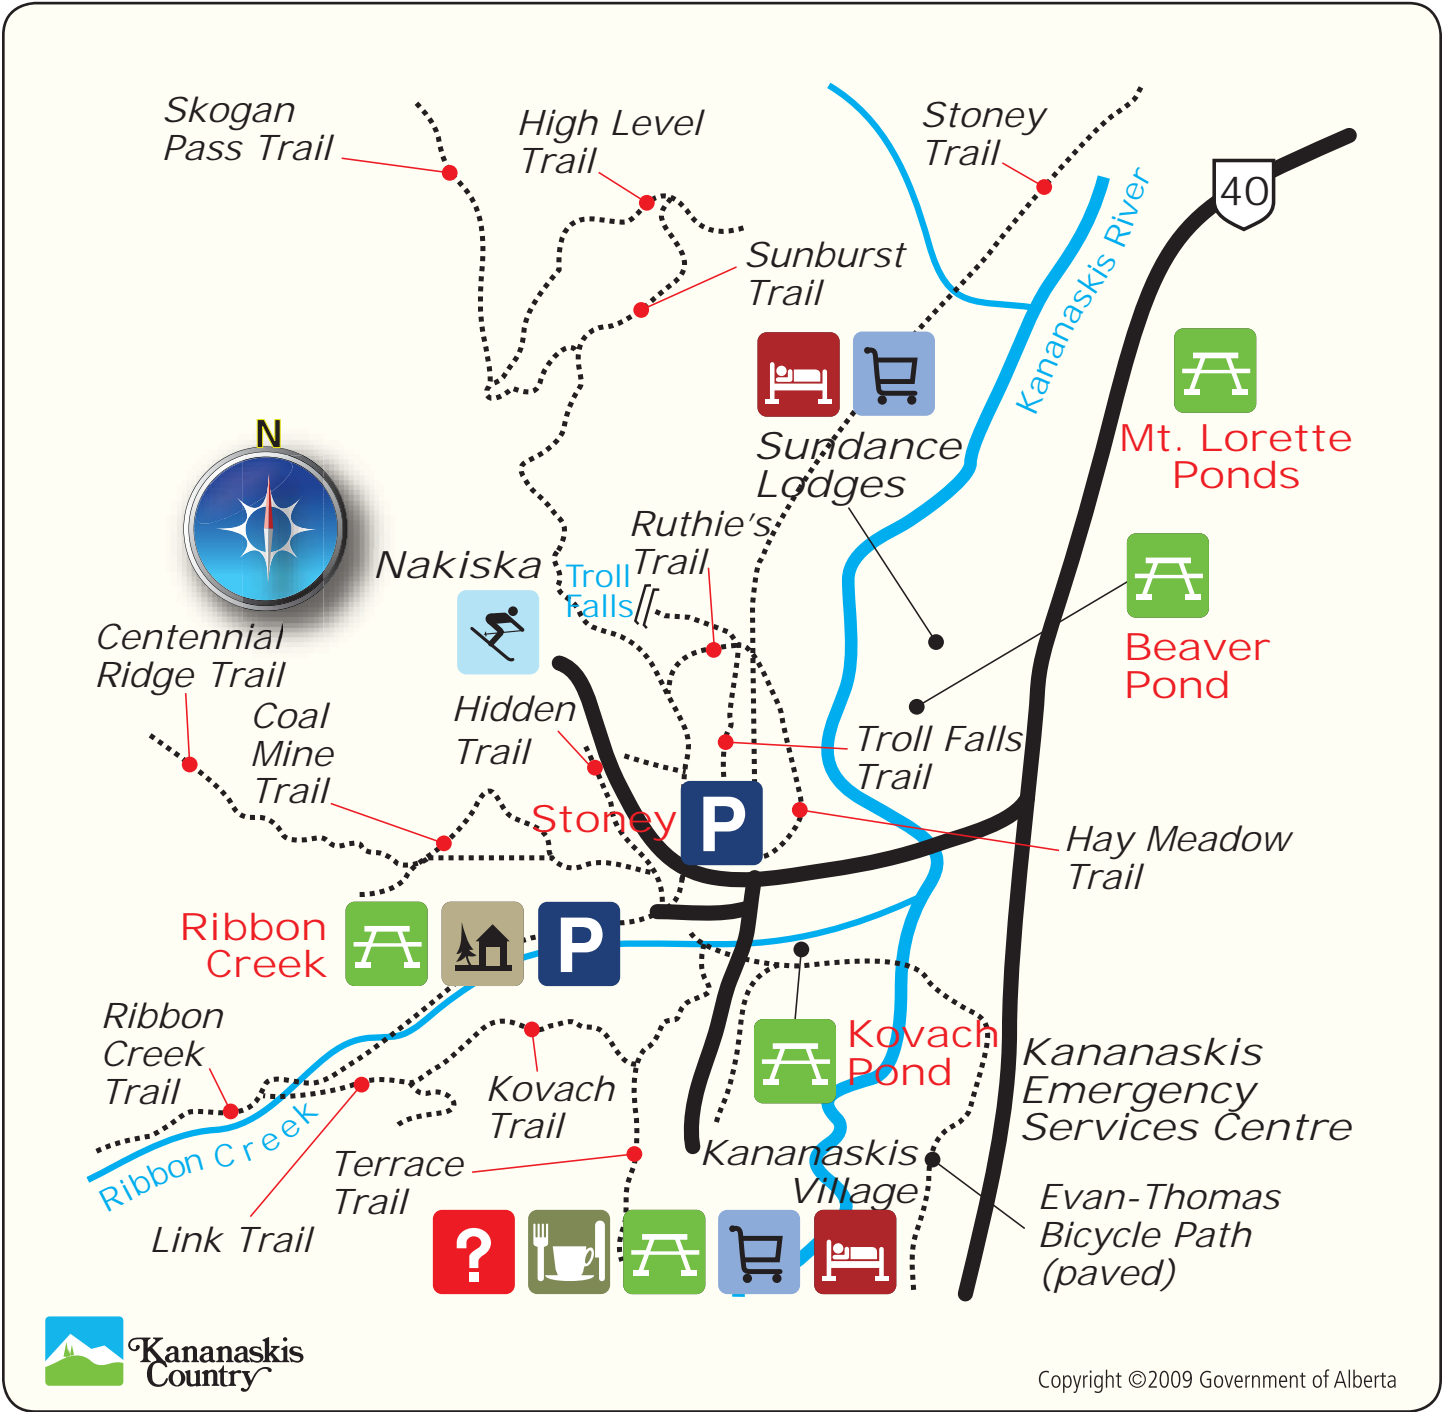 Skogan
Pass Trail
High Level
Trail
Stoney
Trail
Kananaskis River
40
Sunburst
Trail
Mt. Lorette
Ponds
Sundance
Lodges
N
Ruthie's
Trail
Nakiska
Troll
Falls
Centennial
Ridge Trail
Beaver
Pond
Coal
Mine
Trail
Hidden
Trail
Troll Falls
Trail
Stoney
P
Hay Meadow
Trail
Ribbon
Creek
P
Ribbon
Creek
Trail
Kovach
Pond
Kananaskis
Emergency
Services Centre
Kovach
Trail
Ribbon Creek
Terrace
Trail
Kananaskis
Village
Link Trail
Evan-Thomas
Bicycle Path
(paved)
?
Kananaskis
Country
Copyright ©2009 Government of Alberta